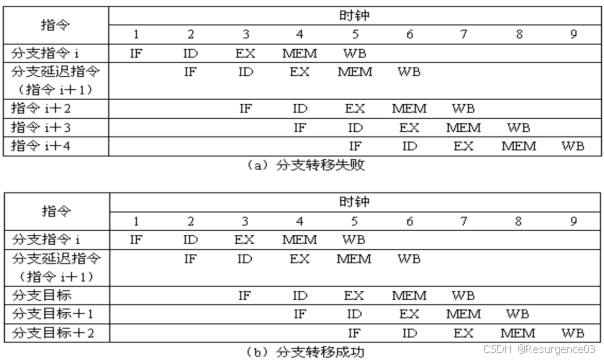 指令 时钟
1 2 3 4 5 6 7 8 9
分支指令 i IF ID EX MEM WB
分支延迟指令
（指令 i＋1） IF ID EX MEM WB
指令 i＋2 IF ID EX MEM WB
指令 i＋3 IF ID EX MEM WB
指令 i＋4 IF ID EX MEM WB
（a）分支转移失败
指令 时钟
1 2 3 4 5 6 7 8 9
分支指令 i IF ID EX MEM WB
分支延迟指令
（指令 i＋1） IF ID EX MEM WB
分支目标 IF ID EX MEM WB
分支目标＋1 IF ID EX MEM WB
分支目标＋2 IF ID EX MEM WB
（b）分支转移成功
CSDN @Resurgence03